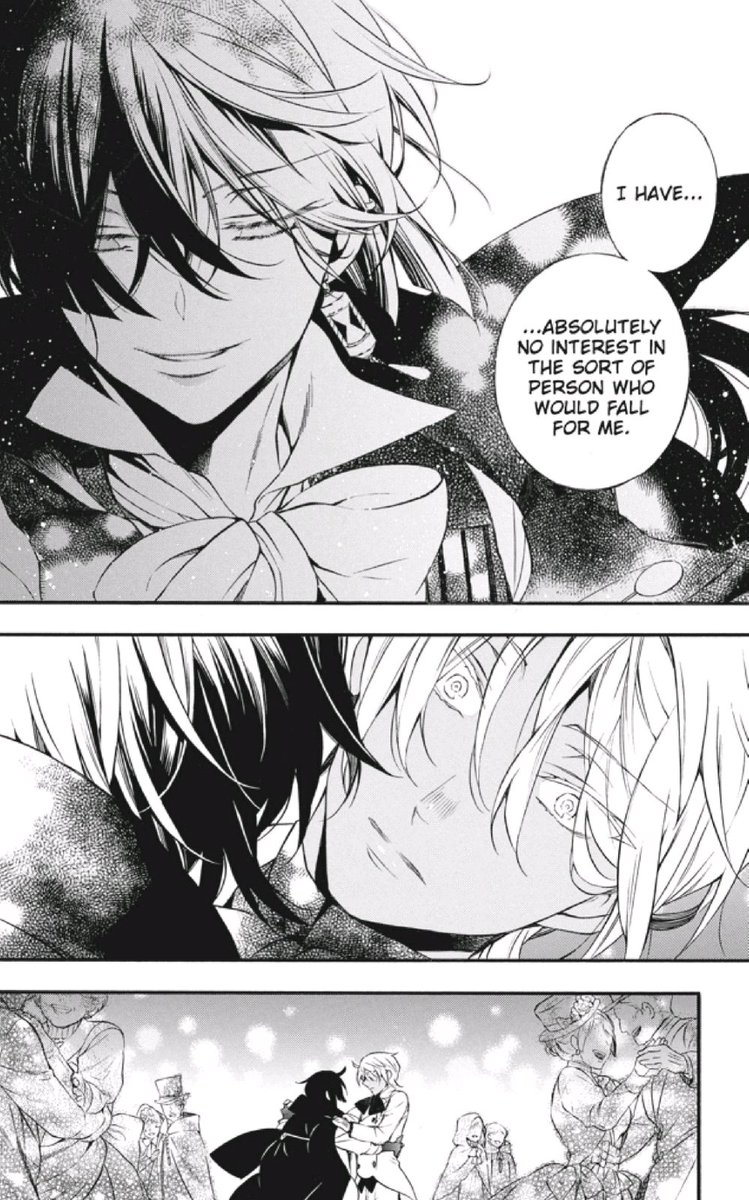 I HAVE...
...ABSOLUTELY
NO INTEREST IN
THE SORT OF
PERSON WHO
WOULD FALL
FOR ME.